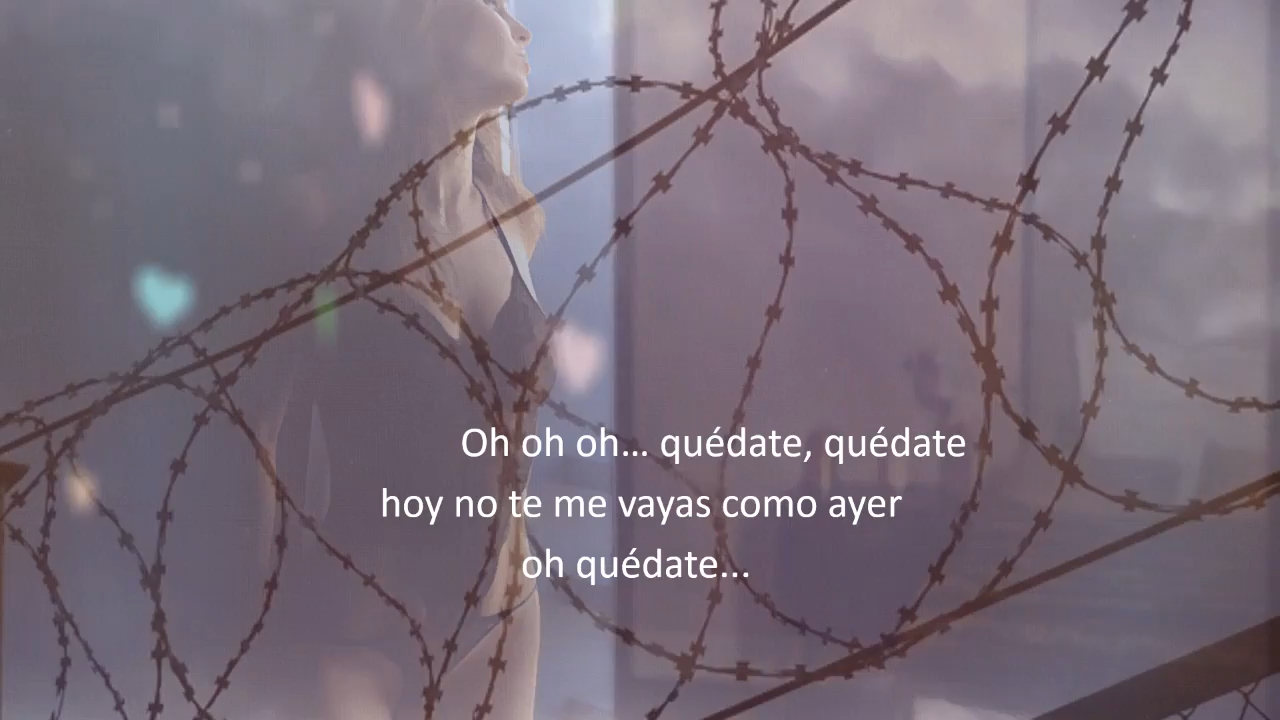 Oh oh oh… quédate, quédate
hoy no te me vayas como ayer
oh quédate...